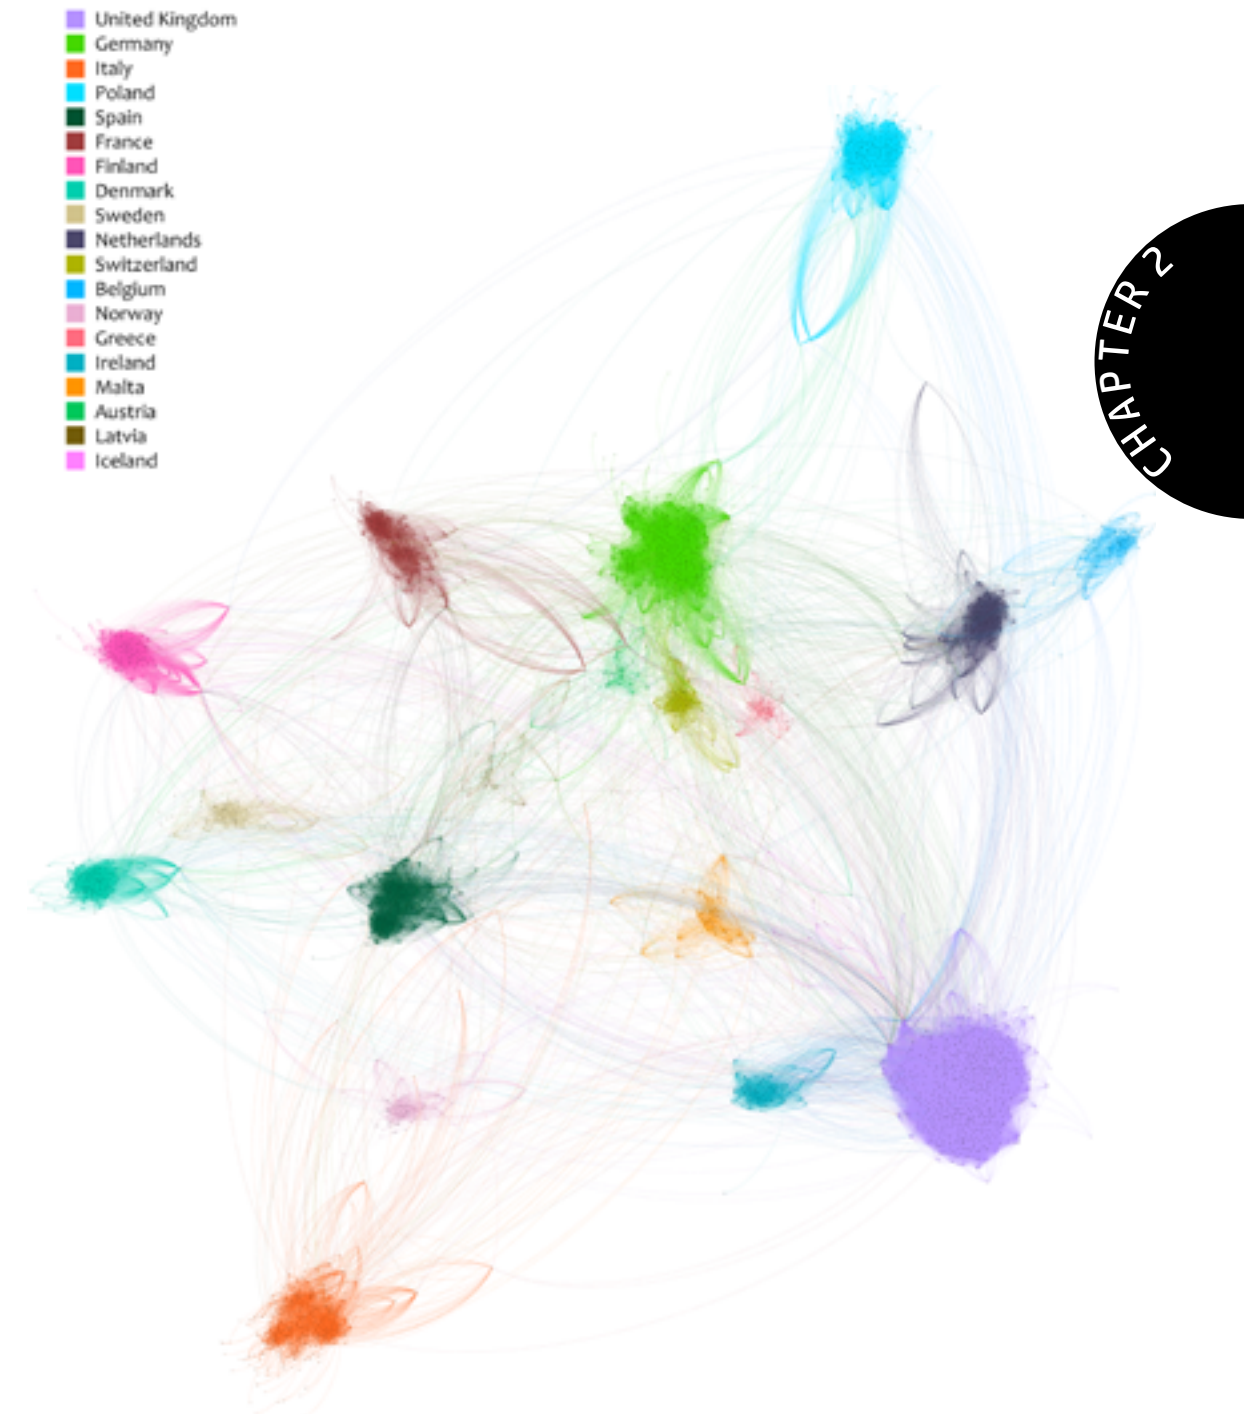 United Kingdom
Germany
Italy
Poland
Spain
France
Finland
Denmark
Sweden
Netherlands
Switzerland
Belgium
Norway
Greece
Ireland
Malta
Austria
Latvia
Iceland
CHAPTER 2